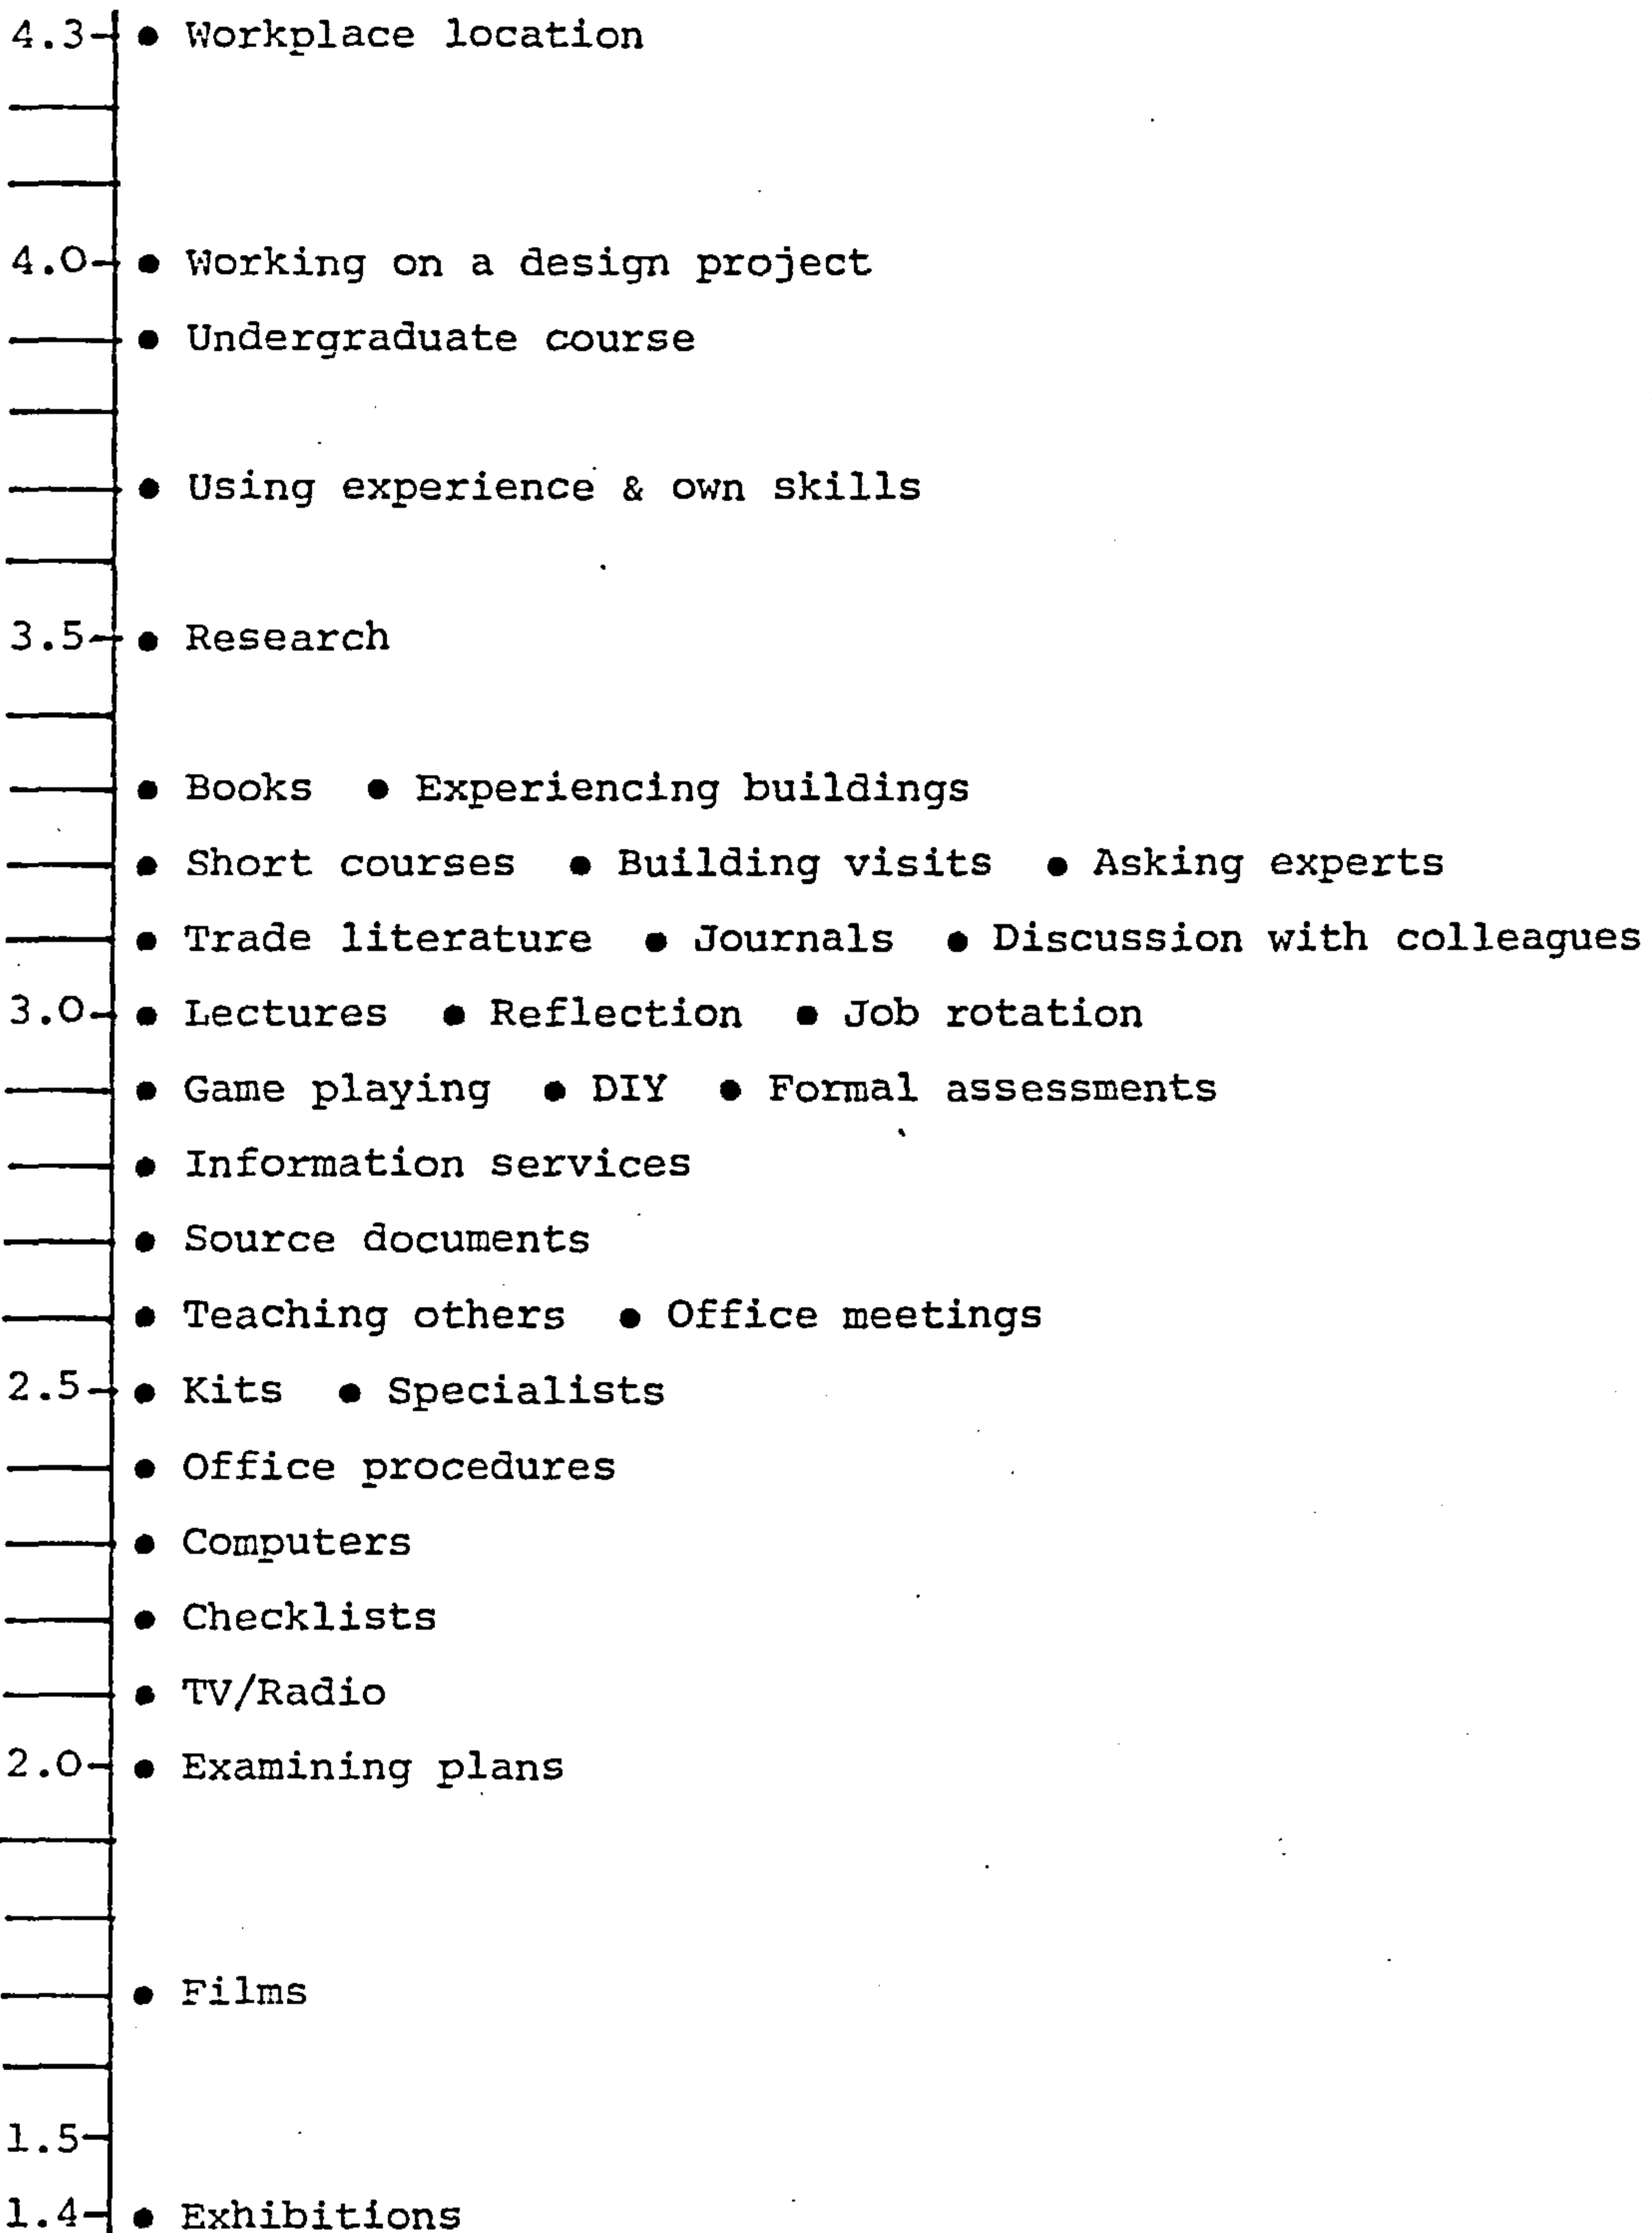 4.3 • Workplace location
4.0 • Working on a design project
• Undergraduate course
• Using experience & own skills
3.5 • Research
• Books • Experiencing buildings
• Short courses • Building visits • Asking experts
• Trade literature • Journals • Discussion with colleagues
3.0 • Lectures • Reflection • Job rotation
• Game playing • DIY • Formal assessments
• Information services
• Source documents
• Teaching others • Office meetings
2.5 • Kits • Specialists
• Office procedures
• Computers
• Checklists
• TV/Radio
2.0 • Examining plans
• Films
1.5
1.4 • Exhibitions